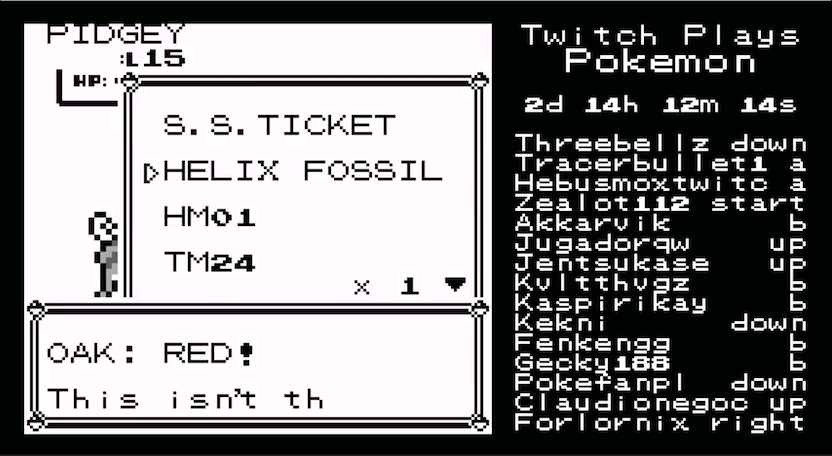 PIDGEY
:L15
HP:
S.S.TICKET
▷HELIX FOSSIL
HM01
TM24
x 1 ▼
OAK: RED!
This isn't th
Twitch Plays
Pokemon
2d 14h 12m 14s
Threebellz down
Tracerbullet1 a
Hebusmoxtwitc a
Zealot112 start
Akkarvik b
Jugadorqw up
Jentsukase up
Kvltthvgz b
Kaspirikay b
Kekni down
Fenkengg b
Gecky188 b
Pokefanpl down
Claudionegoc up
Forlornix right